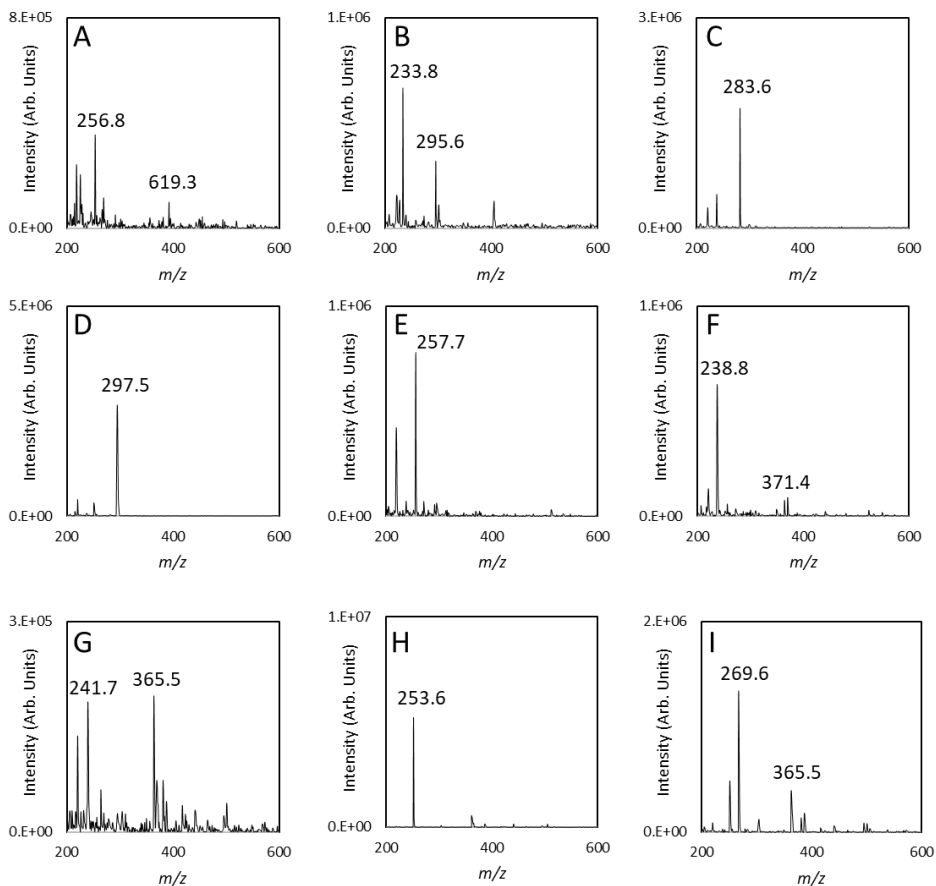 8.E+05
A
256.8
619.3
0.E+00
200
400
600
Intensity (Arb. Units)
m/z
1.E+06
B
233.8
295.6
0.E+00
200
400
600
Intensity (Arb. Units)
m/z
3.E+06
C
283.6
0.E+00
200
400
600
Intensity (Arb. Units)
m/z
5.E+06
D
297.5
0.E+00
200
400
600
Intensity (Arb. Units)
m/z
1.E+06
E
257.7
0.E+00
200
400
600
Intensity (Arb. Units)
m/z
1.E+06
F
238.8
371.4
0.E+00
200
400
600
Intensity (Arb. Units)
m/z
3.E+05
G
241.7
365.5
0.E+00
200
400
600
Intensity (Arb. Units)
m/z
1.E+07
H
253.6
0.E+00
200
400
600
Intensity (Arb. Units)
m/z
2.E+06
I
269.6
365.5
0.E+00
200
400
600
Intensity (Arb. Units)
m/z